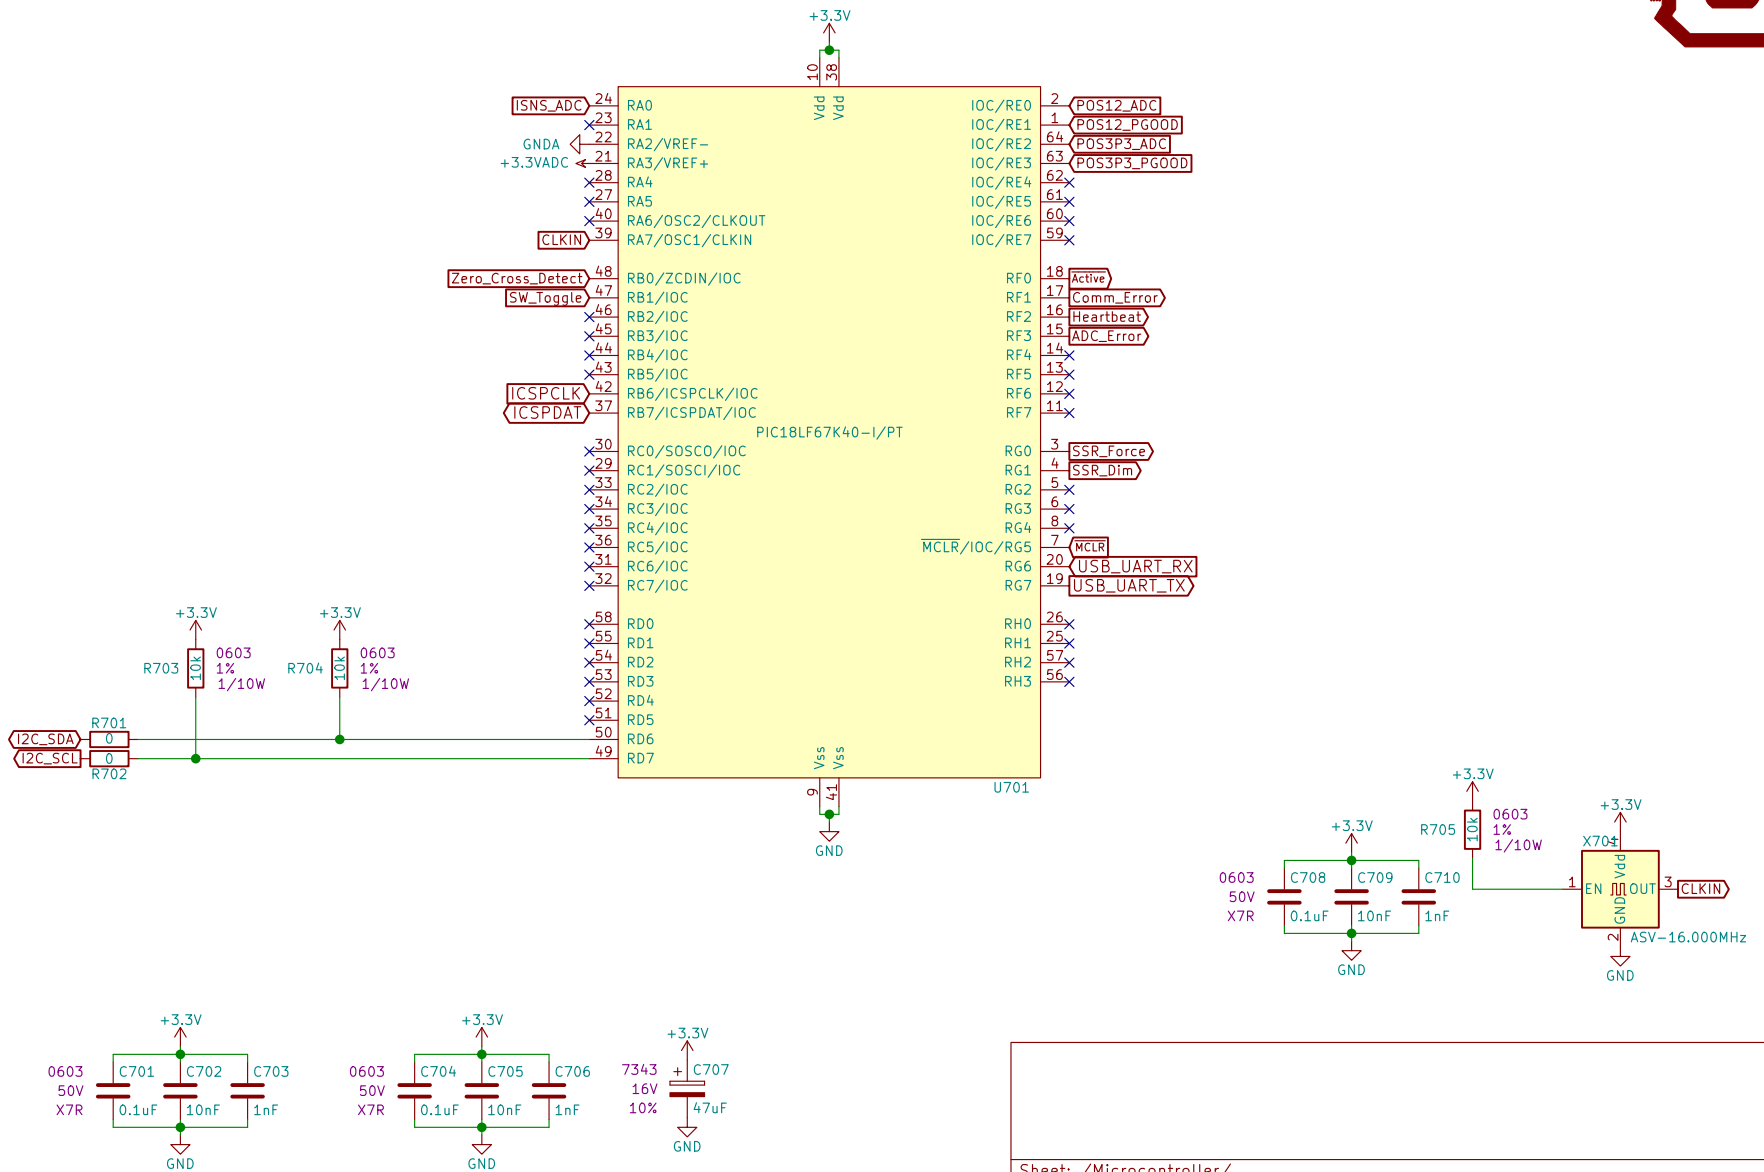 +3.3V
10
38
Vdd
Vdd
ISNS_ADC 24 RA0
23 RA1
GNDA 22 RA2/VREF-
+3.3VADC 21 RA3/VREF+
28 RA4
27 RA5
40 RA6/OSC2/CLKOUT
CLKIN 39 RA7/OSC1/CLKIN
Zero_Cross_Detect 48 RB0/ZCDIN/IOC
SW_Toggle 47 RB1/IOC
46 RB2/IOC
45 RB3/IOC
44 RB4/IOC
43 RB5/IOC
ICSPCLK 42 RB6/ICSPCLK/IOC
ICSPDAT 37 RB7/ICSPDAT/IOC
PIC18LF67K40-I/PT
30 RC0/SOSCO/IOC
29 RC1/SOSCI/IOC
33 RC2/IOC
34 RC3/IOC
35 RC4/IOC
36 RC5/IOC
31 RC6/IOC
32 RC7/IOC
58 RD0
55 RD1
54 RD2
53 RD3
52 RD4
51 RD5
50 RD6
49 RD7
IOC/RE0 2 POS12_ADC
IOC/RE1 1 POS12_PGOOD
IOC/RE2 64 POS3P3_ADC
IOC/RE3 63 POS3P3_PGOOD
IOC/RE4 62
IOC/RE5 61
IOC/RE6 60
IOC/RE7 59
RF0 18 Active
RF1 17 Comm_Error
RF2 16 Heartbeat
RF3 15 ADC_Error
RF4 14
RF5 13
RF6 12
RF7 11
RG0 3 SSR_Force
RG1 4 SSR_Dim
RG2 5
RG3 6
RG4 8
MCLR/IOC/RG5 7 MCLR
RG6 20 USB_UART_RX
RG7 19 USB_UART_TX
RH0 26
RH1 25
RH2 57
RH3 56
Vss
Vss
9
41
U701
GND
+3.3V
R703
10k
0603
1%
1/10W
+3.3V
R704
10k
0603
1%
1/10W
R701
I2C_SDA 0
I2C_SCL 0
R702
+3.3V
0603
50V
X7R
C708
0.1uF
C709
10nF
C710
1nF
GND
+3.3V
R705
10k
0603
1%
1/10W
+3.3V
X701
4
Vdd
1 EN
OUT 3
CLKIN
GND
2
ASV-16.000MHz
GND
+3.3V
0603
50V
X7R
C701
0.1uF
C702
10nF
C703
1nF
GND
+3.3V
0603
50V
X7R
C704
0.1uF
C705
10nF
C706
1nF
GND
+3.3V
7343
16V
10%
+
C707
47uF
GND
Sheet: /Microcontroller/